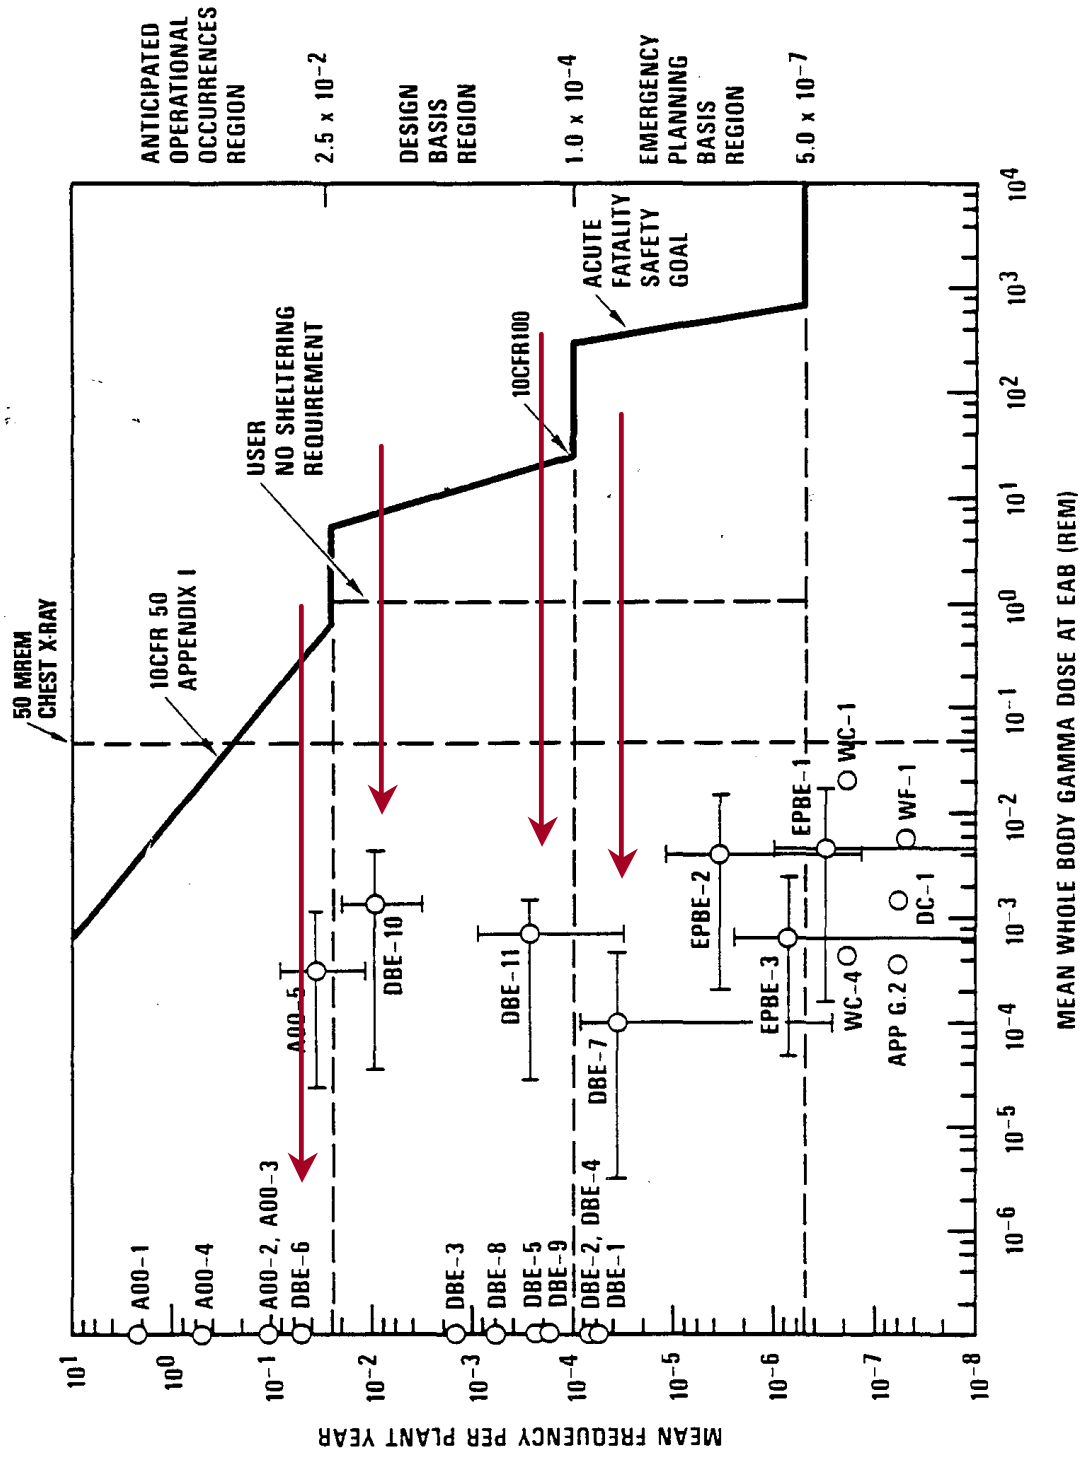 ANTICIPATED
OPERATIONAL
OCCURRENCES
REGION
2.5 x 10⁻²
DESIGN
BASIS
REGION
1.0 x 10⁻⁴
EMERGENCY
PLANNING
BASIS
REGION
5.0 x 10⁻⁷
50 MREM
CHEST X-RAY
10CFR 50
APPENDIX I
USER
NO SHELTERING
REQUIREMENT
10CFR100
ACUTE
FATALITY
SAFETY
GOAL
AOO-1
AOO-4
AOO-2, AOO-3
DBE-6
DBE-3
DBE-8
DBE-5
DBE-9
DBE-2, DBE-4
DBE-1
AOO-5
DBE-10
DBE-11
DBE-7
EPBE-2
EPBE-3
EPBE-1
WC-1
WF-1
DC-1
WC-4
APP G.2
10¹
10⁰
10⁻¹
10⁻²
10⁻³
10⁻⁴
10⁻⁵
10⁻⁶
10⁻⁷
10⁻⁸
MEAN FREQUENCY PER PLANT YEAR
10⁻⁶
10⁻⁵
10⁻⁴
10⁻³
10⁻²
10⁻¹
10⁰
10¹
10²
10³
10⁴
MEAN WHOLE BODY GAMMA DOSE AT EAB (REM)